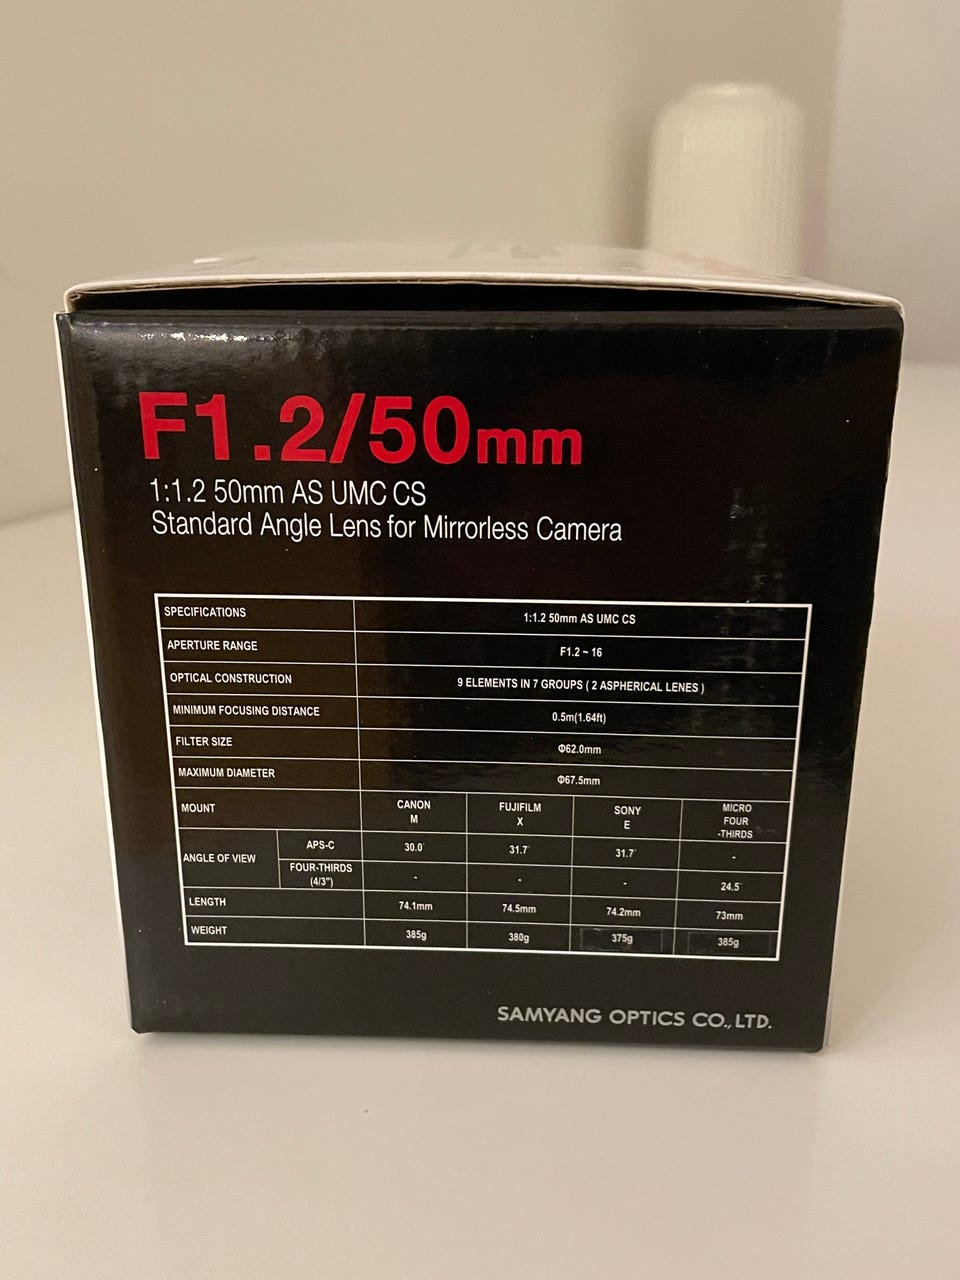 F1.2/50mm
1:1.2 50mm AS UMC CS
Standard Angle Lens for Mirrorless Camera
SPECIFICATIONS 1:1.2 50mm AS UMC CS
APERTURE RANGE F1.2 ~ 16
OPTICAL CONSTRUCTION 9 ELEMENTS IN 7 GROUPS ( 2 ASPHERICAL LENES )
MINIMUM FOCUSING DISTANCE 0.5m(1.64ft)
FILTER SIZE Φ62.0mm
MAXIMUM DIAMETER Φ67.5mm
MOUNT CANON M FUJIFILM X SONY E MICRO FOUR -THIRDS
ANGLE OF VIEW APS-C 30.0° 31.7° 31.7° -
FOUR-THIRDS (4/3") - - - 24.5°
LENGTH 74.1mm 74.5mm 74.2mm 73mm
WEIGHT 385g 380g 375g 385g
SAMYANG OPTICS CO., LTD.